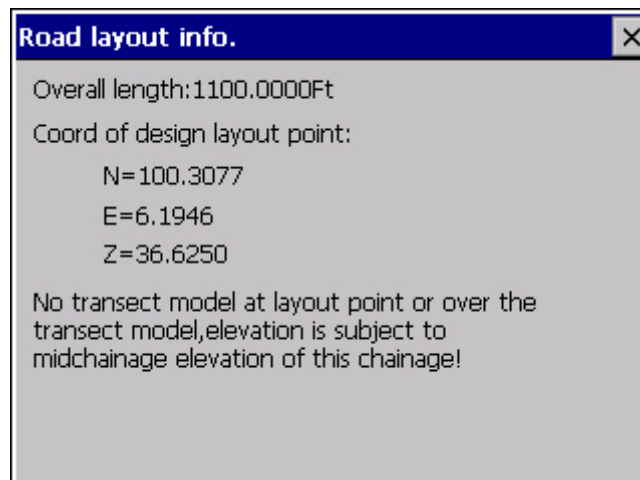 Road layout info.
Overall length:1100.0000Ft
Coord of design layout point:
N=100.3077
E=6.1946
Z=36.6250
No transect model at layout point or over the
transect model,elevation is subject to
midchainage elevation of this chainage!